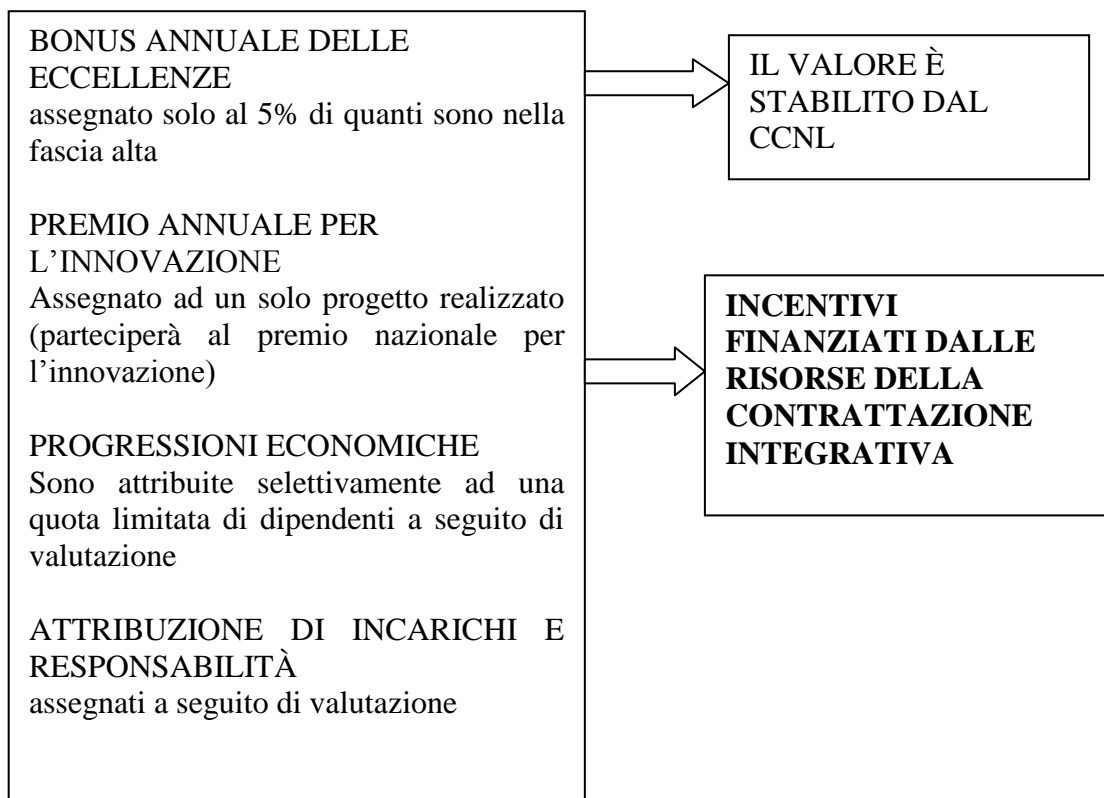 BONUS ANNUALE DELLE
ECCELLENZE
assegnato solo al 5% di quanti sono nella
fascia alta
PREMIO ANNUALE PER
L’INNOVAZIONE
Assegnato ad un solo progetto realizzato
(parteciperà al premio nazionale per
l’innovazione)
PROGRESSIONI ECONOMICHE
Sono attribuite selettivamente ad una
quota limitata di dipendenti a seguito di
valutazione
ATTRIBUZIONE DI INCARICHI E
RESPONSABILITÀ
assegnati a seguito di valutazione
IL VALORE È
STABILITO DAL
CCNL
INCENTIVI
FINANZIATI DALLE
RISORSE DELLA
CONTRATTAZIONE
INTEGRATIVA